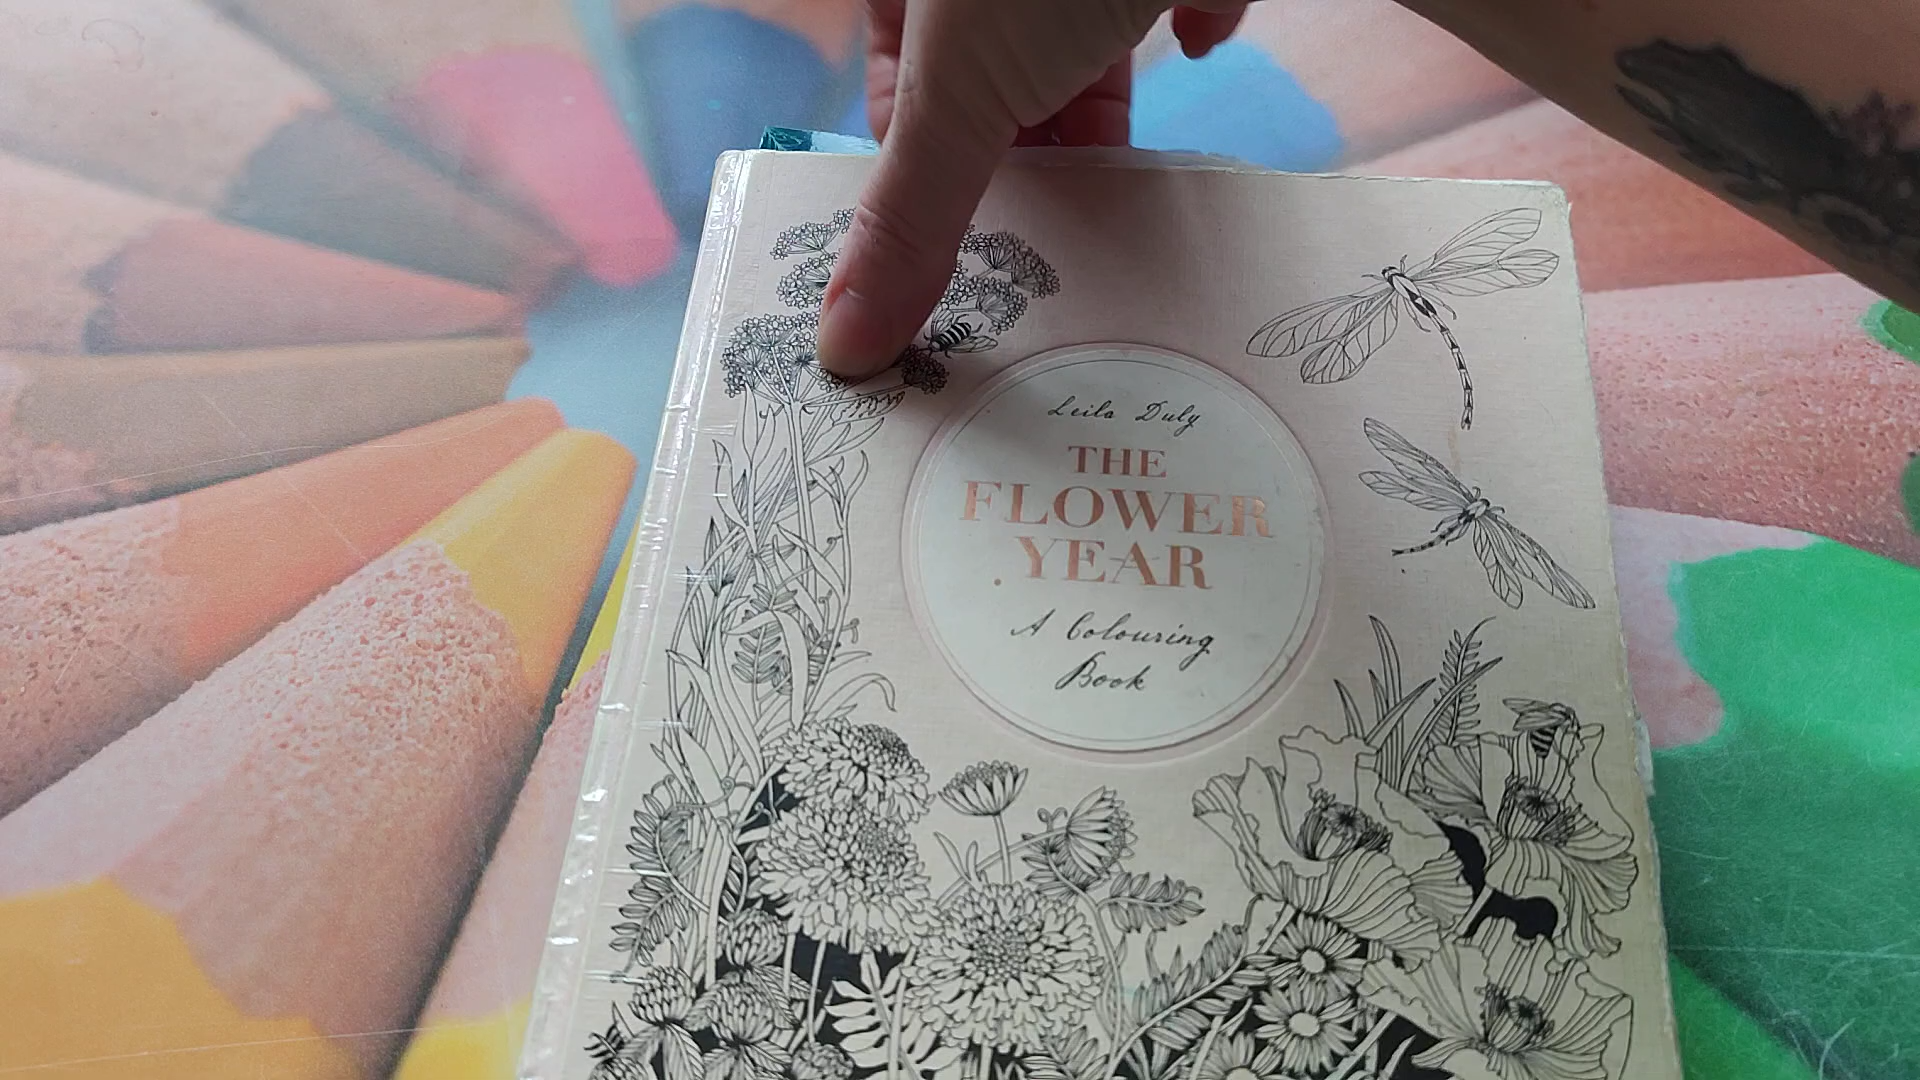 Leila Duly
THE
FLOWER
YEAR
A Colouring
Book